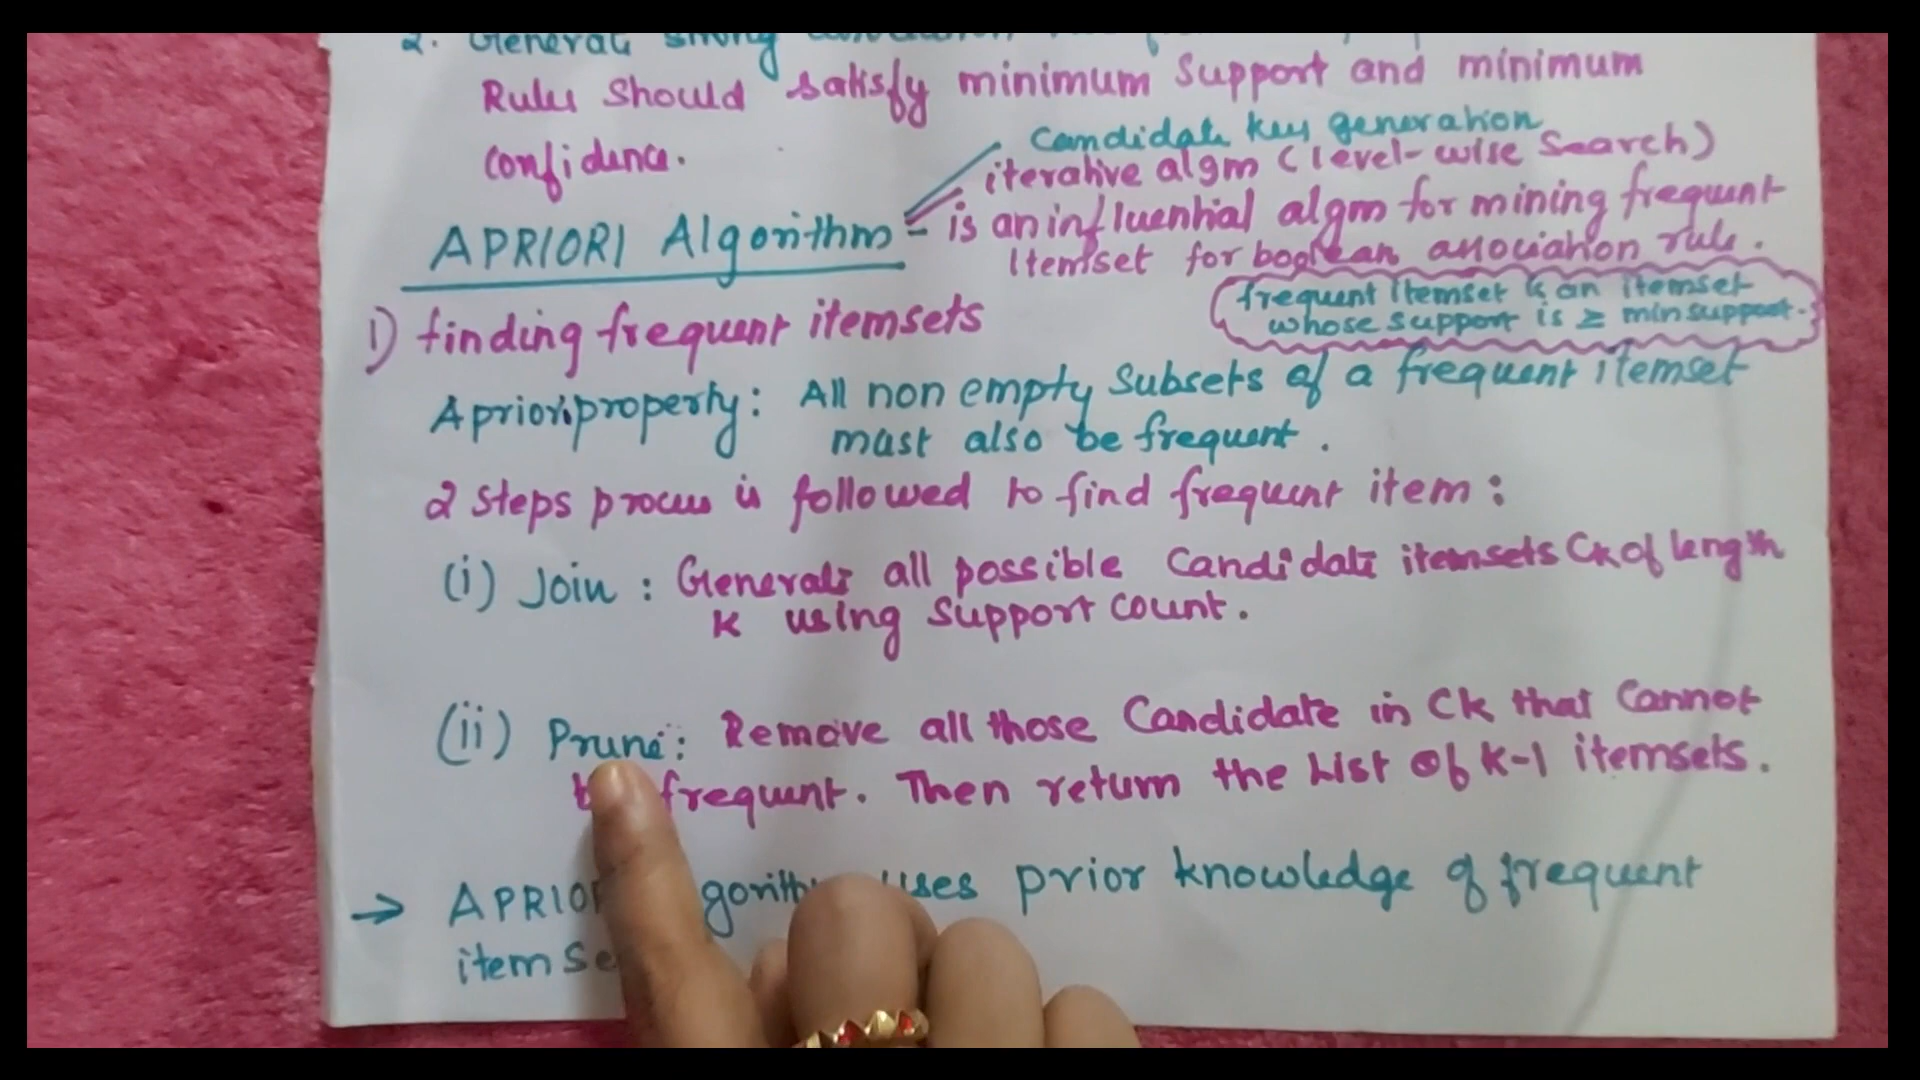 2. Generate strong
Rules should satisfy minimum support and minimum
confidence.
candidate key generation
iterative algm (level-wise search)
APRIORI Algorithm - is an influential algm for mining frequent
Itemset for boolean association rule.
frequent itemset is an itemset
whose support is ≥ min support.
1) finding frequent itemsets
Apriori property: All non empty subsets of a frequent itemset
must also be frequent.
2 steps process is followed to find frequent item:
(i) Join: Generate all possible candidate itemsets Ck of length
K using support count.
(ii) Prune: Remove all those candidate in Ck that cannot
frequent. Then return the list of k-1 itemsets.
→ uses prior knowledge of frequent